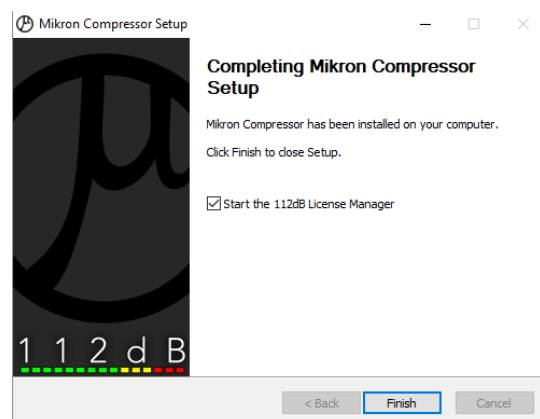 Mikron Compressor Setup
Completing Mikron Compressor
Setup
Mikron Compressor has been installed on your computer.
Click Finish to close Setup.
Start the 112dB License Manager
112dB
< Back
Finish
Cancel